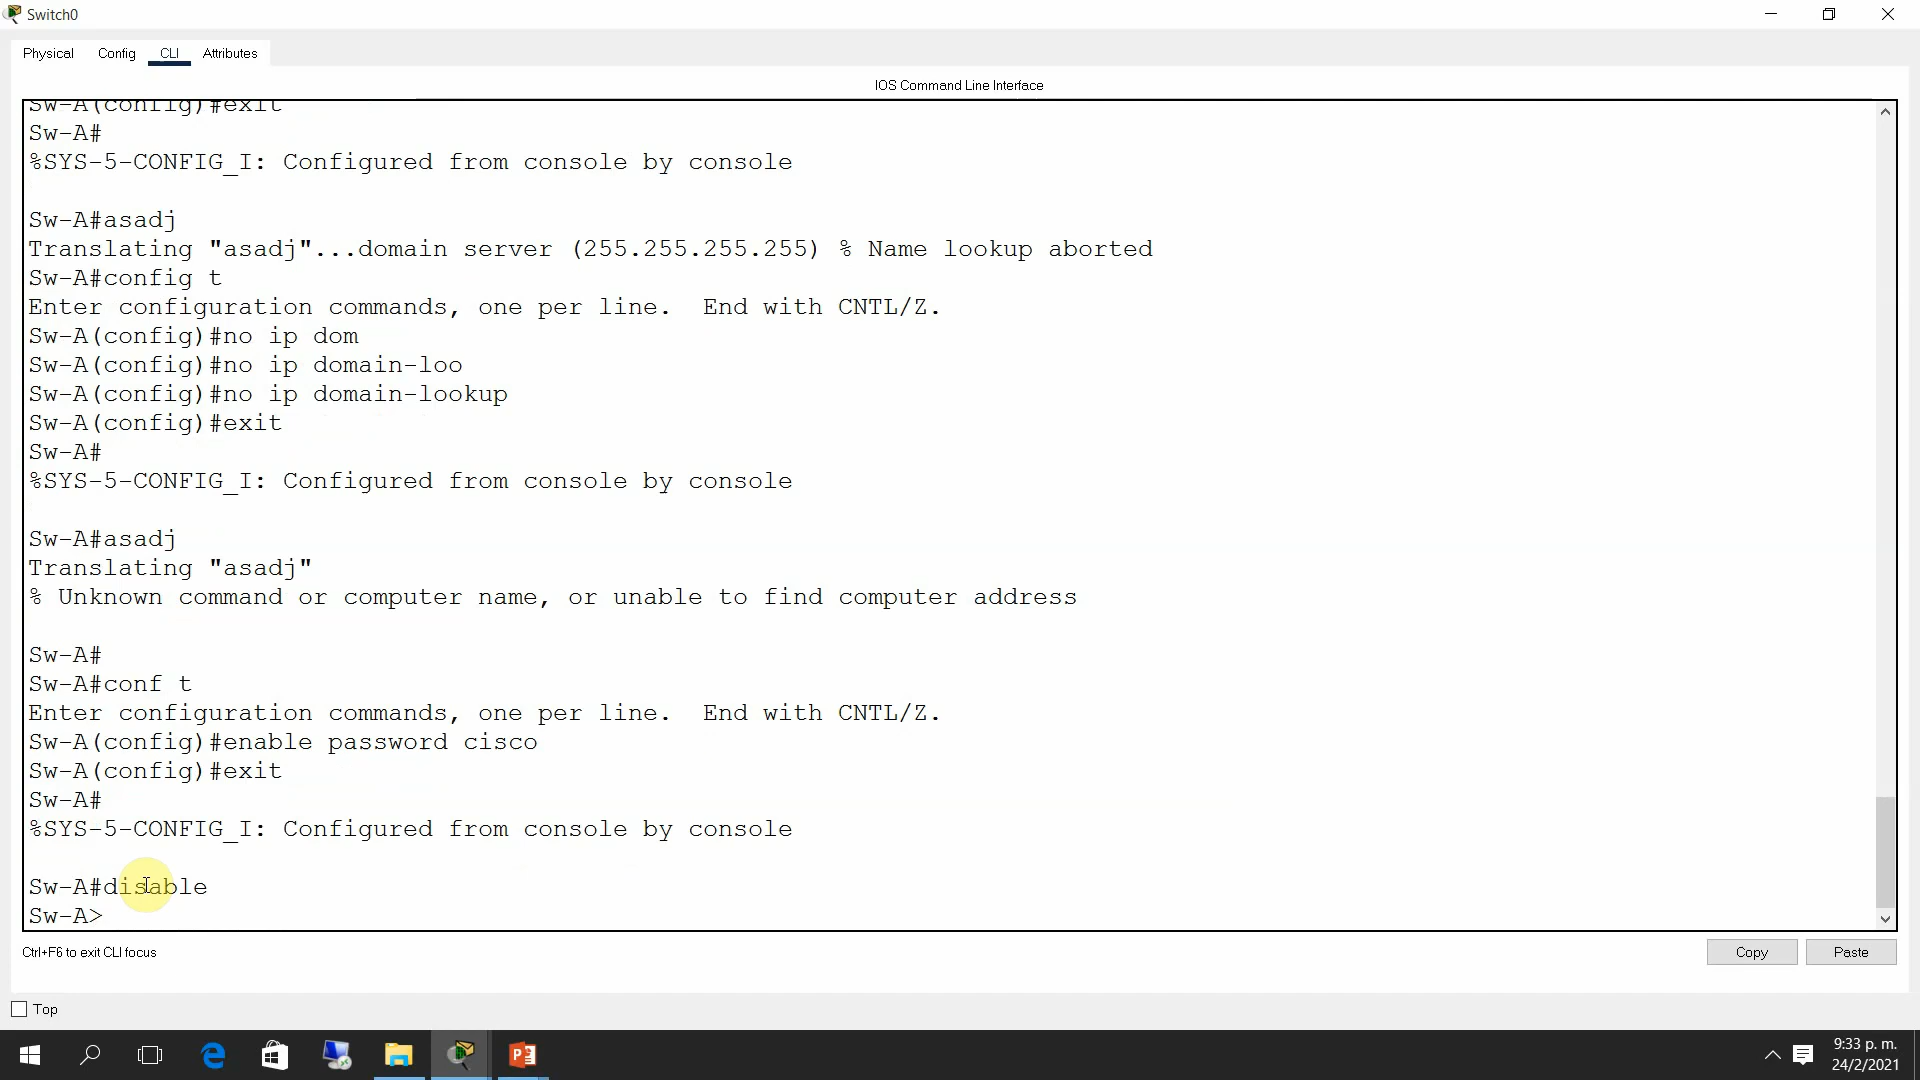 Switch0
Physical Config CLI Attributes
IOS Command Line Interface
Sw-A(config)#exit
Sw-A#
%SYS-5-CONFIG_I: Configured from console by console
Sw-A#asadj
Translating "asadj"...domain server (255.255.255.255) % Name lookup aborted
Sw-A#config t
Enter configuration commands, one per line.  End with CNTL/Z.
Sw-A(config)#no ip dom
Sw-A(config)#no ip domain-loo
Sw-A(config)#no ip domain-lookup
Sw-A(config)#exit
Sw-A#
%SYS-5-CONFIG_I: Configured from console by console
Sw-A#asadj
Translating "asadj"
% Unknown command or computer name, or unable to find computer address
Sw-A#
Sw-A#conf t
Enter configuration commands, one per line.  End with CNTL/Z.
Sw-A(config)#enable password cisco
Sw-A(config)#exit
Sw-A#
%SYS-5-CONFIG_I: Configured from console by console
Sw-A#disable
Sw-A>
Ctrl+F6 to exit CLI focus
Copy Paste
Top
9:33 p. m.
24/2/2021